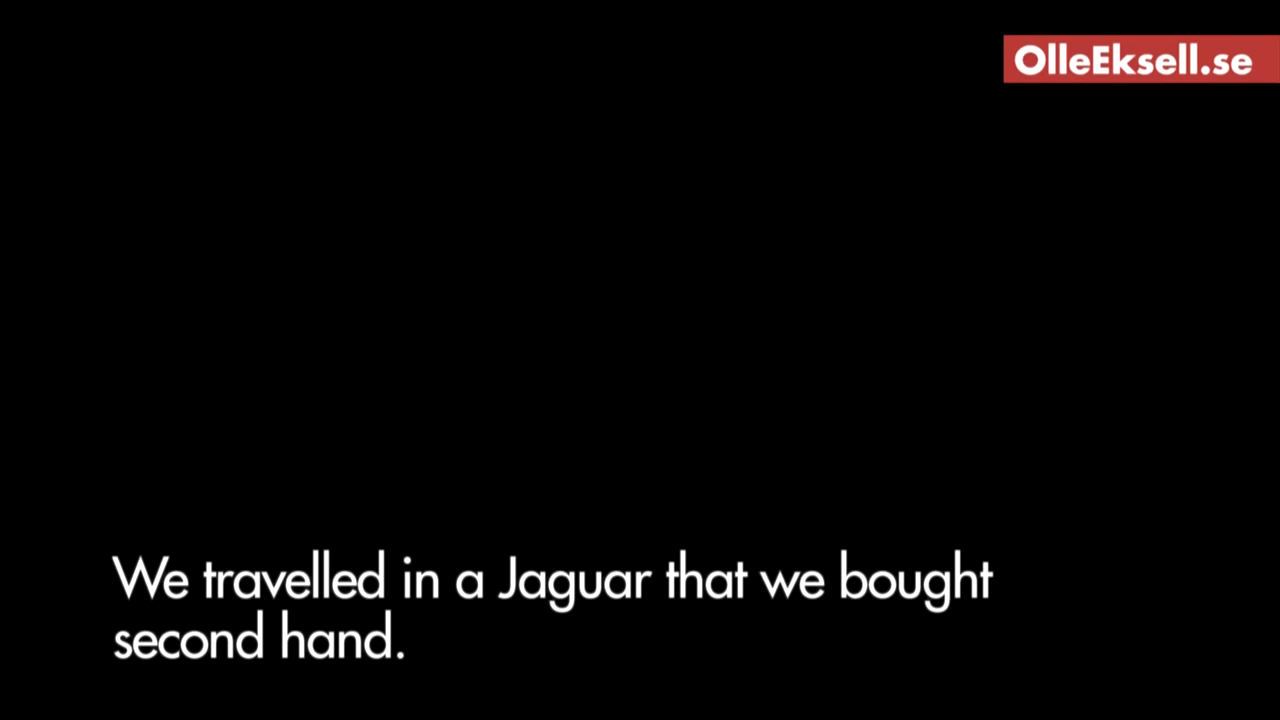 OlleEksell.se
We travelled in a Jaguar that we bought
second hand.